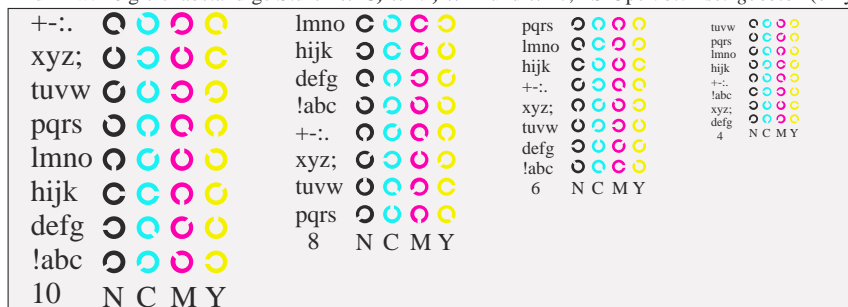 +-:.
xyz;
tuvw
pqrs
lmno
hijk
defg
!abc
10 N C M Y
lmno
hijk
defg
!abc
+-:.
xyz;
tuvw
pqrs
8 N C M Y
pqrs
lmno
hijk
+-:.
xyz;
tuvw
defg
!abc
6 N C M Y
tuvw
pqrs
lmno
hijk
+-:.
!abc
xyz;
defg
4 N C M Y